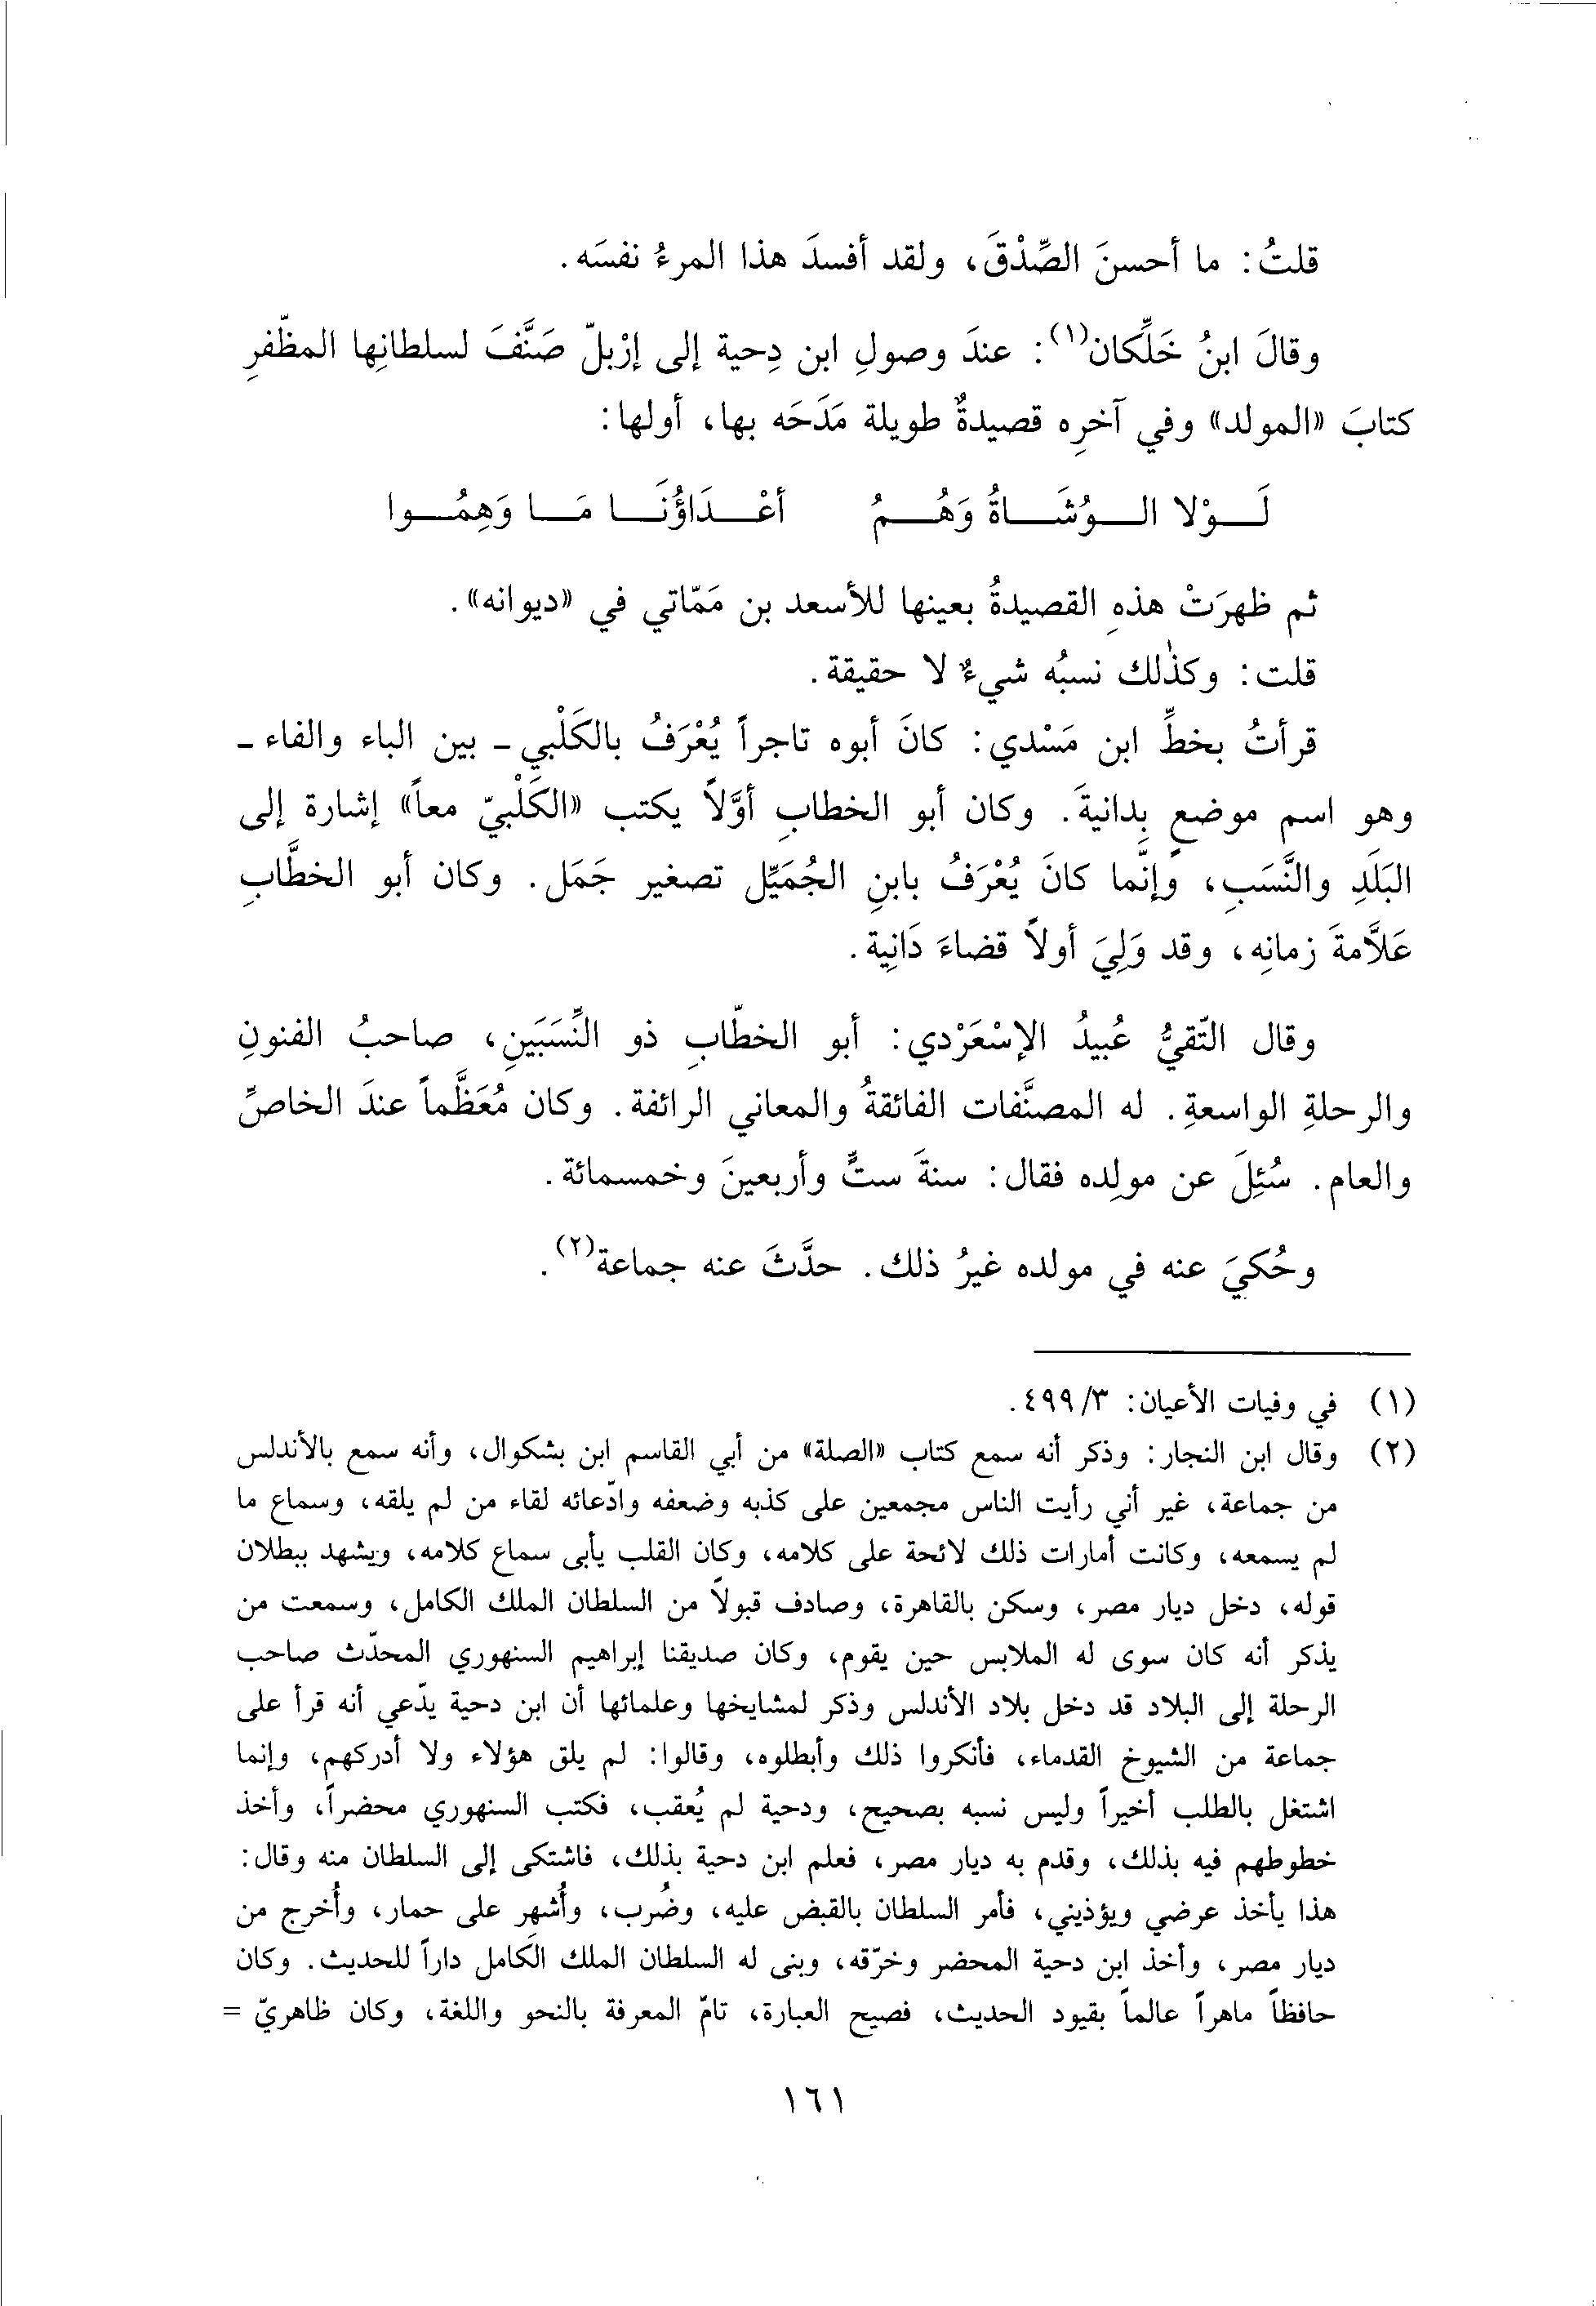 قلتُ: ما أحسنَ الصِّدْقَ، ولقد أفسدَ هذا المرءُ نفسَه.
وقالَ ابنُ خَلِّكان(١): عندَ وصولِ ابن دِحية إلى إرْبلّ صَنَّفَ لسلطانِها المظّفرِ
كتابَ «المولد» وفي آخرِه قصيدةٌ طويلة مَدَحَه بها، أولها:
لَـــوْلا الـــوُشَـــاةُ وَهُـــمُ أعْـــدَاؤُنَـــا مَـــا وَهِمُـــوا
ثم ظهرَتْ هذهِ القصيدةُ بعينها للأسعد بن مَمّاتي في «ديوانه».
قلت: وكذٰلك نسبُه شيءٌ لا حقيقة.
قرأتُ بخطِّ ابن مَسْدي: كانَ أبوه تاجراً يُعْرَفُ بالكَلْبي - بين الباء والفاء -
وهو اسم موضعٍ بِدانيةَ. وكان أبو الخطابِ أوَّلاً يكتب «الكَلْبيّ معاً» إشارة إلى
البَلَدِ والنَّسَبِ، وإنّما كانَ يُعْرَفُ بابنِ الجُمَيِّل تصغير جَمَل. وكان أبو الخطَّابِ
عَلاَّمةَ زمانِه، وقد وَلِيَ أولاً قضاءَ دَانِية.
وقال التّقيُّ عُبيدُ الإسْعَرْدي: أبو الخطّابِ ذو النِّسَبَينِ، صاحبُ الفنونِ
والرحلةِ الواسعةِ. له المصنَّفات الفائقةُ والمعاني الرائفة. وكان مُعَظَّماً عندَ الخاصِّ
والعام. سُئِلَ عن مولِده فقال: سنةَ ستٍّ وأربعينَ وخمسمائة.
وحُكيَ عنه في مولده غيرُ ذلك. حدَّثَ عنه جماعة(٢).
(١) في وفيات الأعيان: ٤٩٩/٣.
(٢) وقال ابن النجار: وذكر أنه سمع كتاب «الصلة» من أبي القاسم ابن بشكوال، وأنه سمع بالأندلس
من جماعة، غير أني رأيت الناس مجمعين على كذبه وضعفه وادّعائه لقاء من لم يلقه، وسماع ما
لم يسمعه، وكانت أمارات ذلك لائحة على كلامه، وكان القلب يأبى سماع كلامه، ويشهد ببطلان
قوله، دخل ديار مصر، وسكن بالقاهرة، وصادف قبولاً من السلطان الملك الكامل، وسمعت من
يذكر أنه كان سوى له الملابس حين يقوم، وكان صديقنا إبراهيم السنهوري المحدّث صاحب
الرحلة إلى البلاد قد دخل بلاد الأندلس وذكر لمشايخها وعلمائها أن ابن دحية يدّعي أنه قرأ على
جماعة من الشيوخ القدماء، فأنكروا ذلك وأبطلوه، وقالوا: لم يلق هؤلاء ولا أدركهم، وإنما
اشتغل بالطلب أخيراً وليس نسبه بصحيح، ودحية لم يُعقب، فكتب السنهوري محضراً، وأخذ
خطوطهم فيه بذلك، وقدم به ديار مصر، فعلم ابن دحية بذلك، فاشتكى إلى السلطان منه وقال:
هذا يأخذ عرضي ويؤذيني، فأمر السلطان بالقبض عليه، وضُرب، وأُشهِر على حمار، وأُخرج من
ديار مصر، وأخذ ابن دحية المحضر وخرّقه، وبنى له السلطان الملك الكامل داراً للحديث. وكان
حافظاً ماهراً عالماً بقيود الحديث، فصيح العبارة، تامّ المعرفة بالنحو واللغة، وكان ظاهريّ =
١٦١